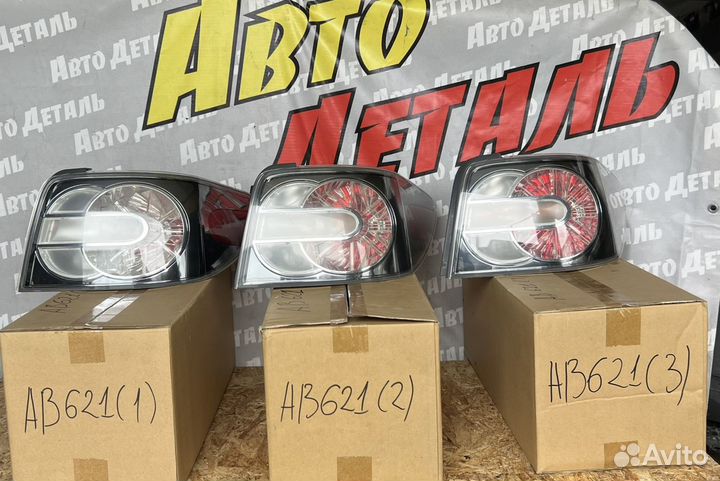 Авто
Деталь
АВ621(1)
АВ621(2)
АВ621(3)
Avito